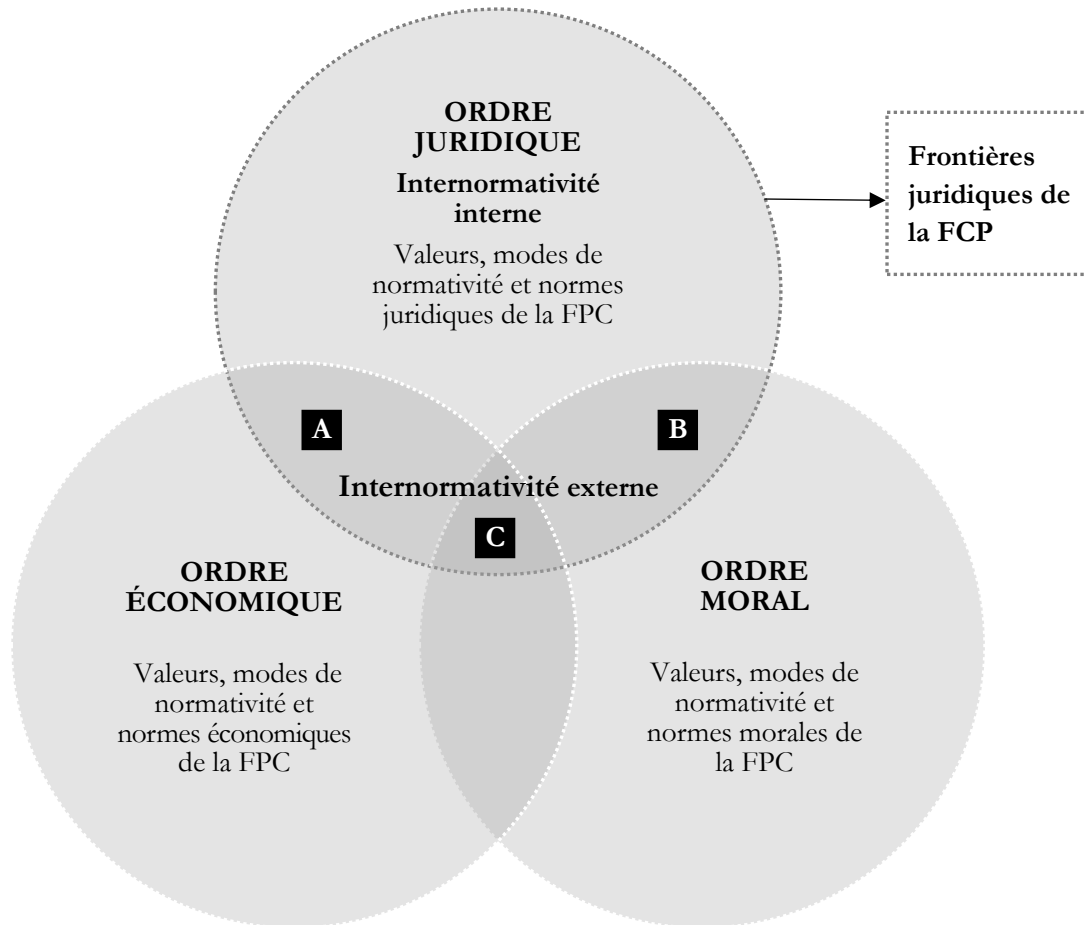 ORDRE
JURIDIQUE
Internormativité
interne
Valeurs, modes de
normativité et normes
juridiques de la FPC
Frontières
juridiques de
la FCP
A
B
Internormativité externe
C
ORDRE
ÉCONOMIQUE
Valeurs, modes de
normativité et
normes économiques
de la FPC
ORDRE
MORAL
Valeurs, modes de
normativité et
normes morales de
la FPC